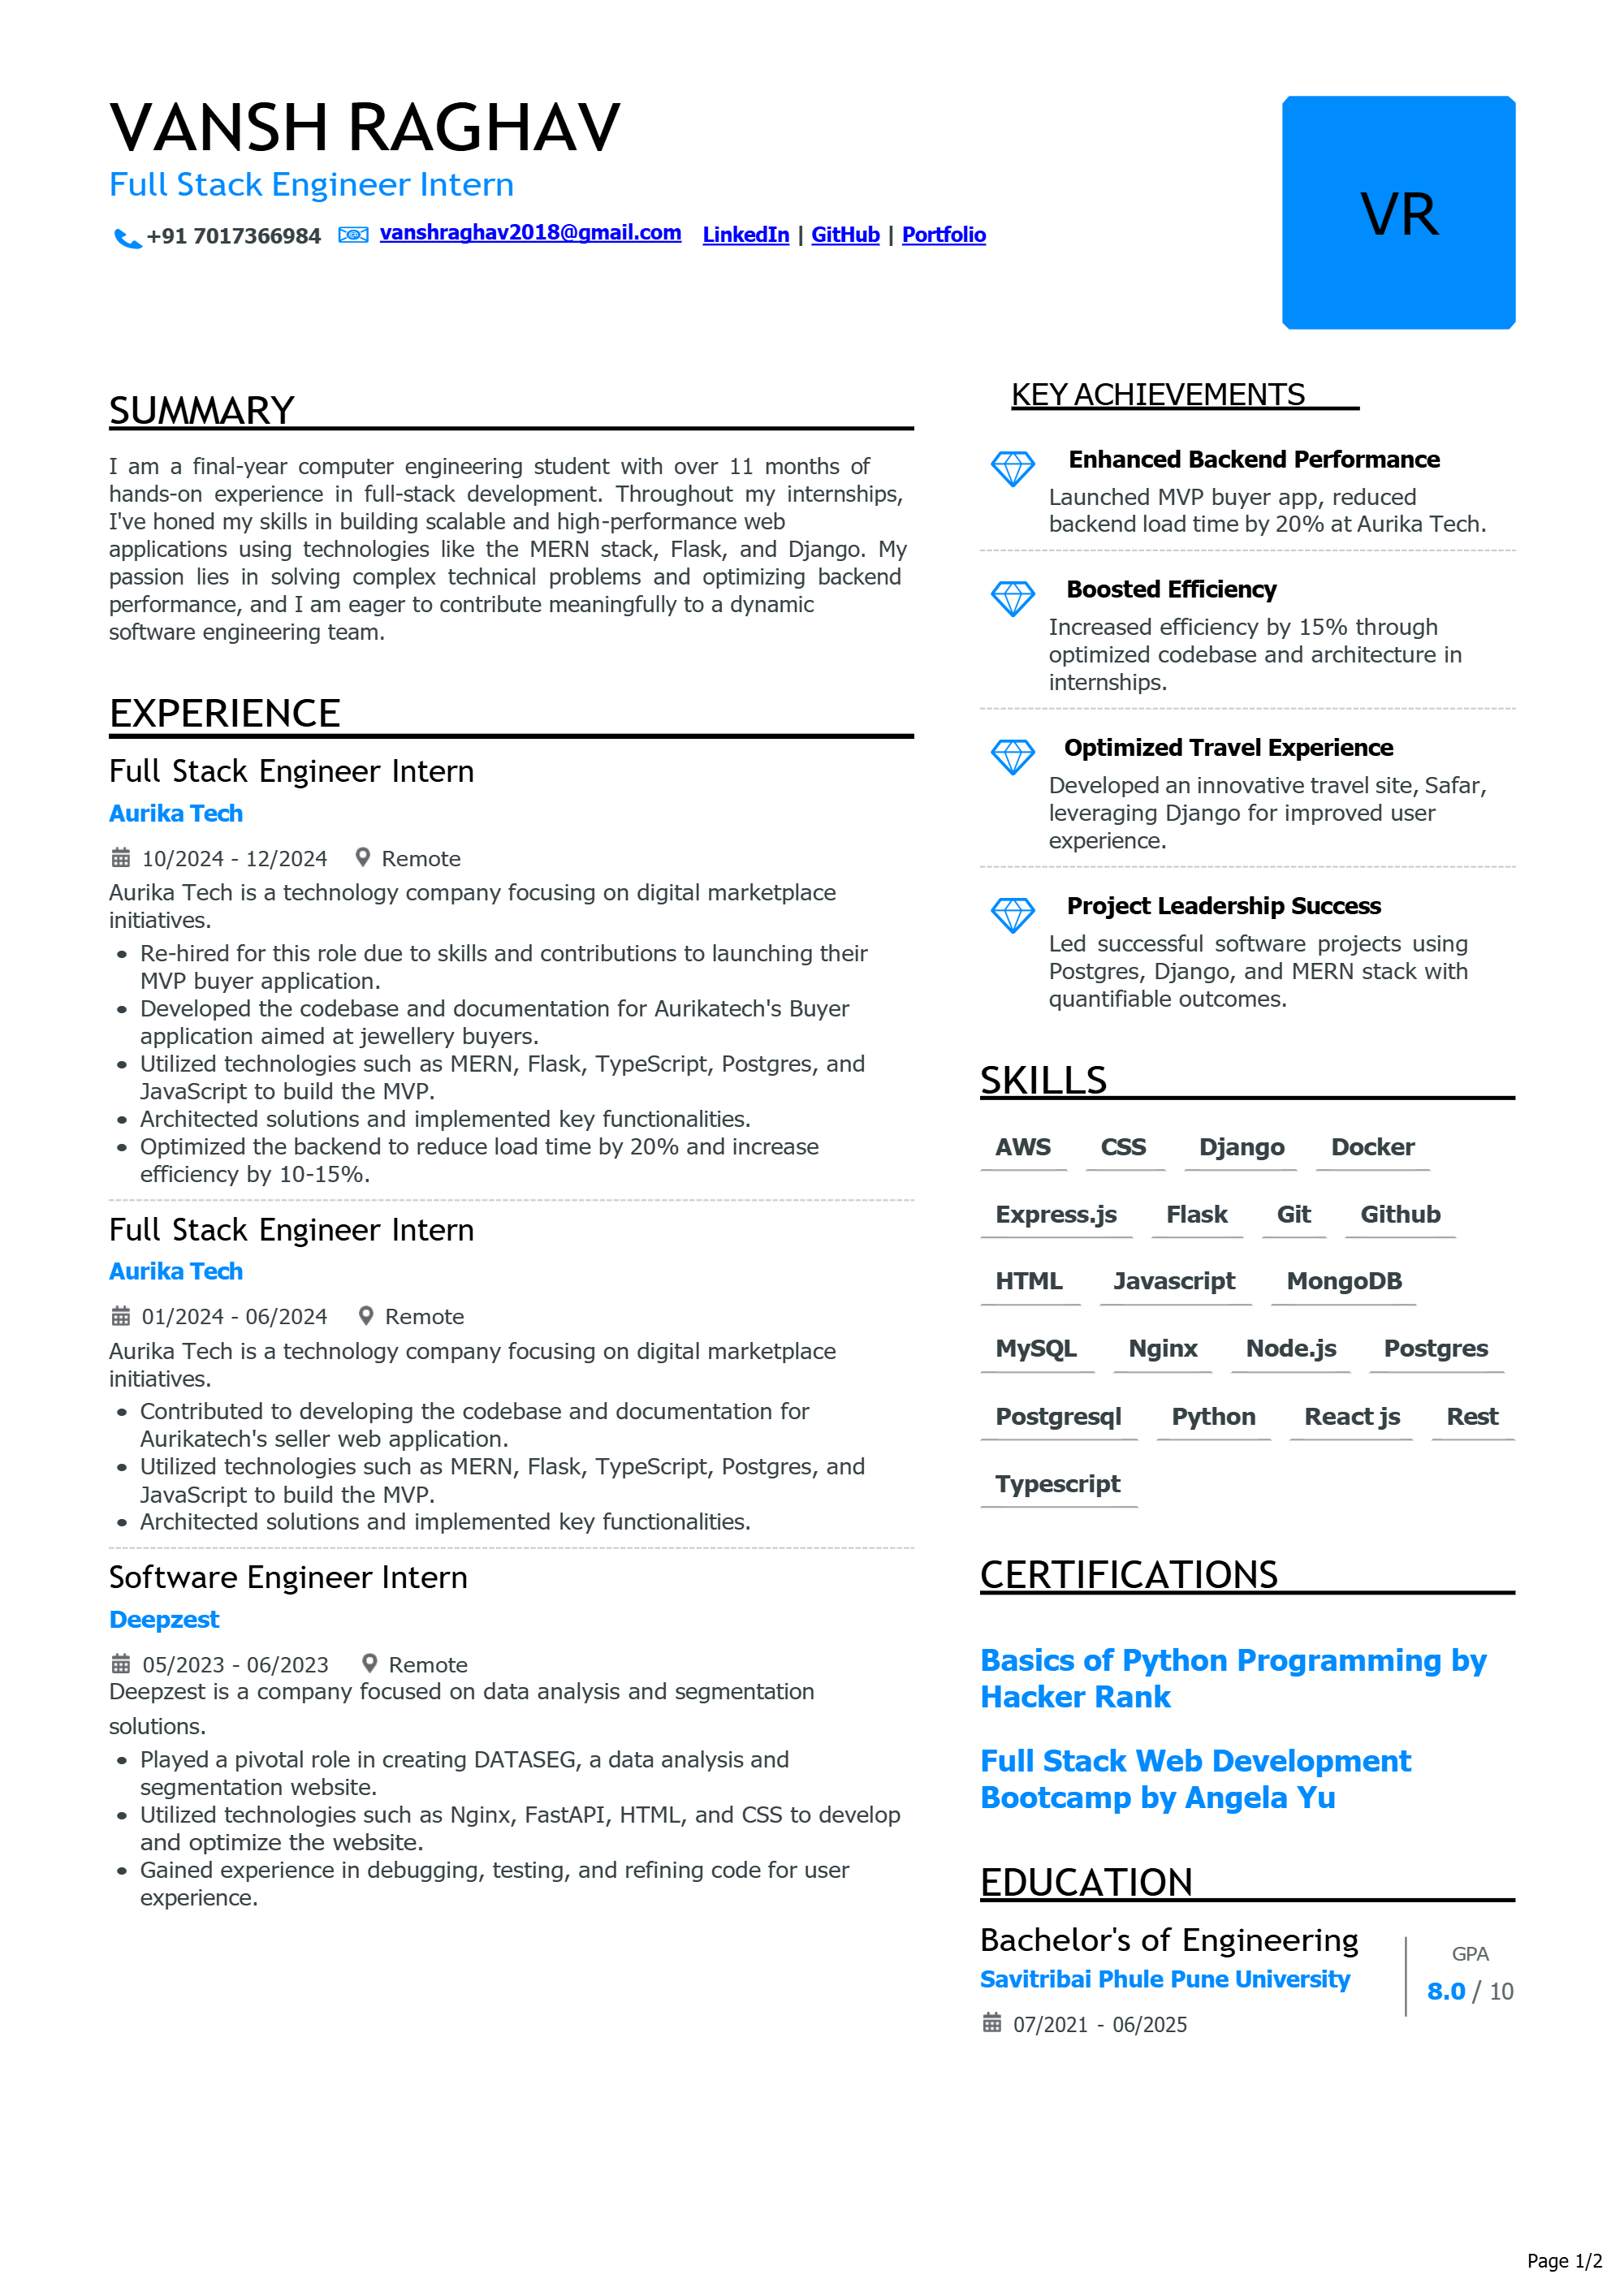 VANSH RAGHAV
Full Stack Engineer Intern
+91 7017366984 vanshraghav2018@gmail.com LinkedIn | GitHub | Portfolio
VR
SUMMARY
I am a final-year computer engineering student with over 11 months of
hands-on experience in full-stack development. Throughout my internships,
I've honed my skills in building scalable and high-performance web
applications using technologies like the MERN stack, Flask, and Django. My
passion lies in solving complex technical problems and optimizing backend
performance, and I am eager to contribute meaningfully to a dynamic
software engineering team.
EXPERIENCE
Full Stack Engineer Intern
Aurika Tech
10/2024 - 12/2024 Remote
Aurika Tech is a technology company focusing on digital marketplace
initiatives.
• Re-hired for this role due to skills and contributions to launching their
MVP buyer application.
• Developed the codebase and documentation for Aurikatech's Buyer
application aimed at jewellery buyers.
• Utilized technologies such as MERN, Flask, TypeScript, Postgres, and
JavaScript to build the MVP.
• Architected solutions and implemented key functionalities.
• Optimized the backend to reduce load time by 20% and increase
efficiency by 10-15%.
Full Stack Engineer Intern
Aurika Tech
01/2024 - 06/2024 Remote
Aurika Tech is a technology company focusing on digital marketplace
initiatives.
• Contributed to developing the codebase and documentation for
Aurikatech's seller web application.
• Utilized technologies such as MERN, Flask, TypeScript, Postgres, and
JavaScript to build the MVP.
• Architected solutions and implemented key functionalities.
Software Engineer Intern
Deepzest
05/2023 - 06/2023 Remote
Deepzest is a company focused on data analysis and segmentation
solutions.
• Played a pivotal role in creating DATASEG, a data analysis and
segmentation website.
• Utilized technologies such as Nginx, FastAPI, HTML, and CSS to develop
and optimize the website.
• Gained experience in debugging, testing, and refining code for user
experience.
KEY ACHIEVEMENTS
Enhanced Backend Performance
Launched MVP buyer app, reduced
backend load time by 20% at Aurika Tech.
Boosted Efficiency
Increased efficiency by 15% through
optimized codebase and architecture in
internships.
Optimized Travel Experience
Developed an innovative travel site, Safar,
leveraging Django for improved user
experience.
Project Leadership Success
Led successful software projects using
Postgres, Django, and MERN stack with
quantifiable outcomes.
SKILLS
AWS CSS Django Docker
Express.js Flask Git Github
HTML Javascript MongoDB
MySQL Nginx Node.js Postgres
Postgresql Python React js Rest
Typescript
CERTIFICATIONS
Basics of Python Programming by
Hacker Rank
Full Stack Web Development
Bootcamp by Angela Yu
EDUCATION
Bachelor's of Engineering
Savitribai Phule Pune University
07/2021 - 06/2025
GPA
8.0 / 10
Page 1/2